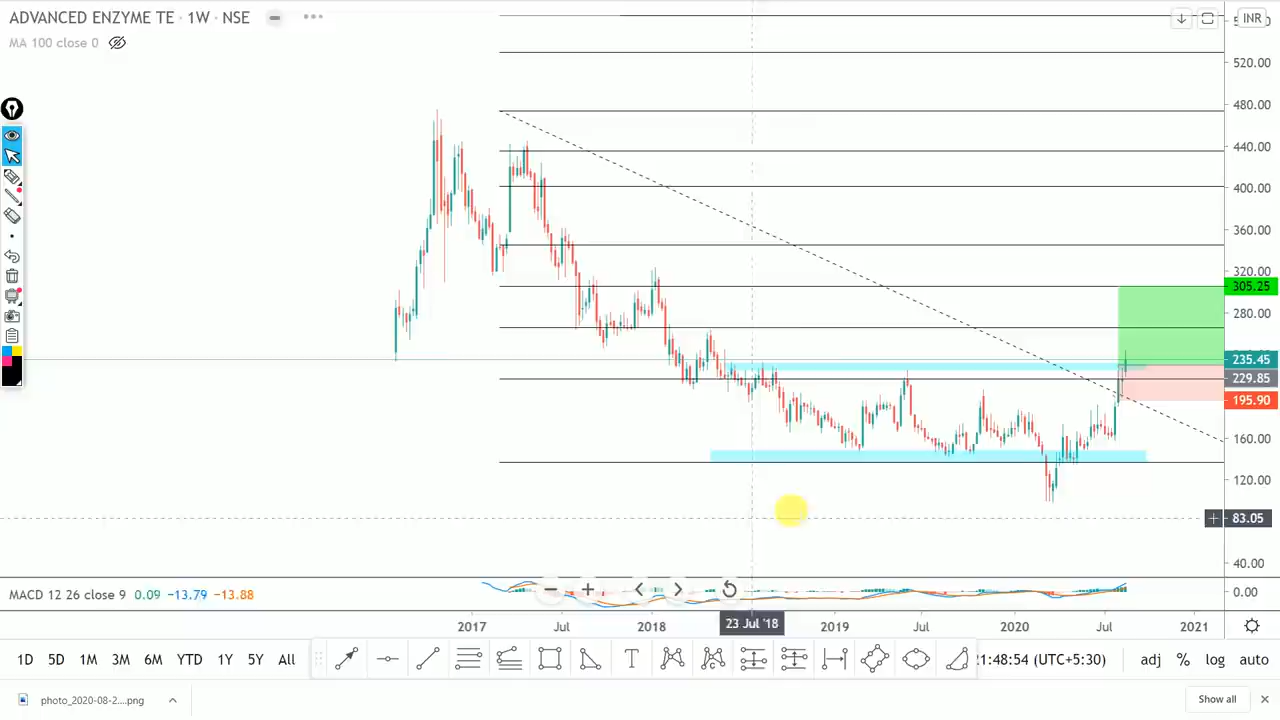 ADVANCED ENZYME TE · 1W · NSE
INR
MA 100 close 0
520.00
480.00
440.00
400.00
360.00
320.00
305.25
280.00
235.45
229.85
195.90
160.00
120.00
83.05
40.00
MACD 12 26 close 9 0.09 −13.79 −13.88
0.00
2017 Jul 2018 23 Jul '18 2019 Jul 2020 Jul 2021
1D 5D 1M 3M 6M YTD 1Y 5Y All T 21:48:54 (UTC+5:30) adj % log auto
photo_2020-08-2....png Show all